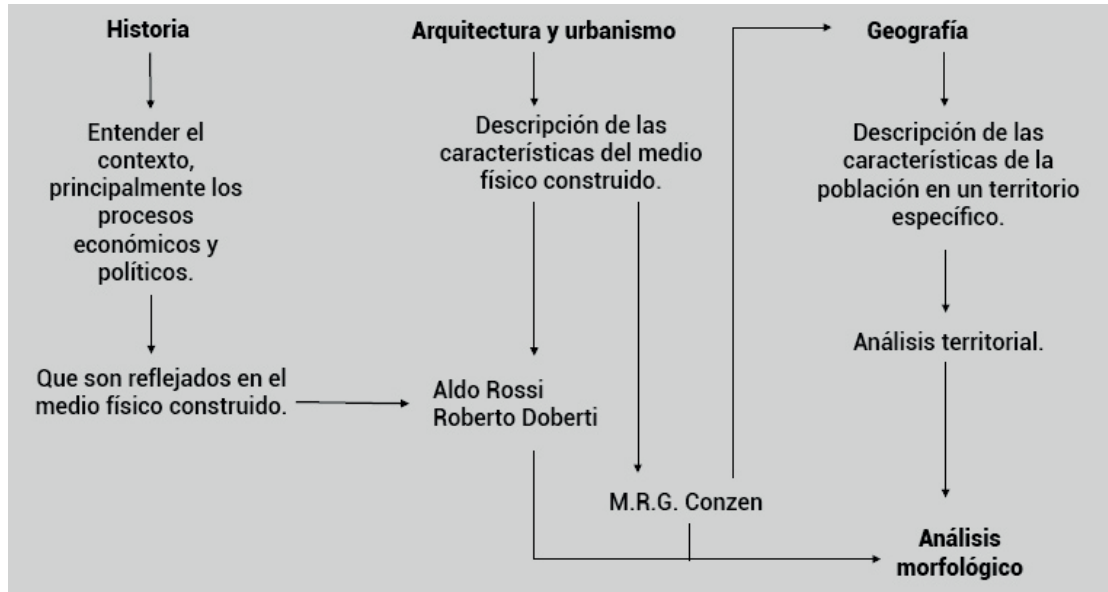 Historia
Entender el
contexto,
principalmente los
procesos
económicos y
políticos.
Que son reflejados en el
medio físico construido.
Arquitectura y urbanismo
Descripción de las
características del medio
físico construido.
Aldo Rossi
Roberto Doberti
M.R.G. Conzen
Geografía
Descripción de las
características de la
población en un territorio
específico.
Análisis territorial.
Análisis
morfológico